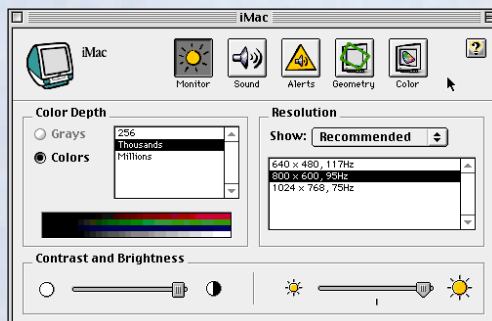 iMac
iMac
Monitor
Sound
Alerts
Geometry
Color
?
Color Depth
Grays
Colors
256
Thousands
Millions
Resolution
Show: Recommended
640 x 480, 117Hz
800 x 600, 95Hz
1024 x 768, 75Hz
Contrast and Brightness